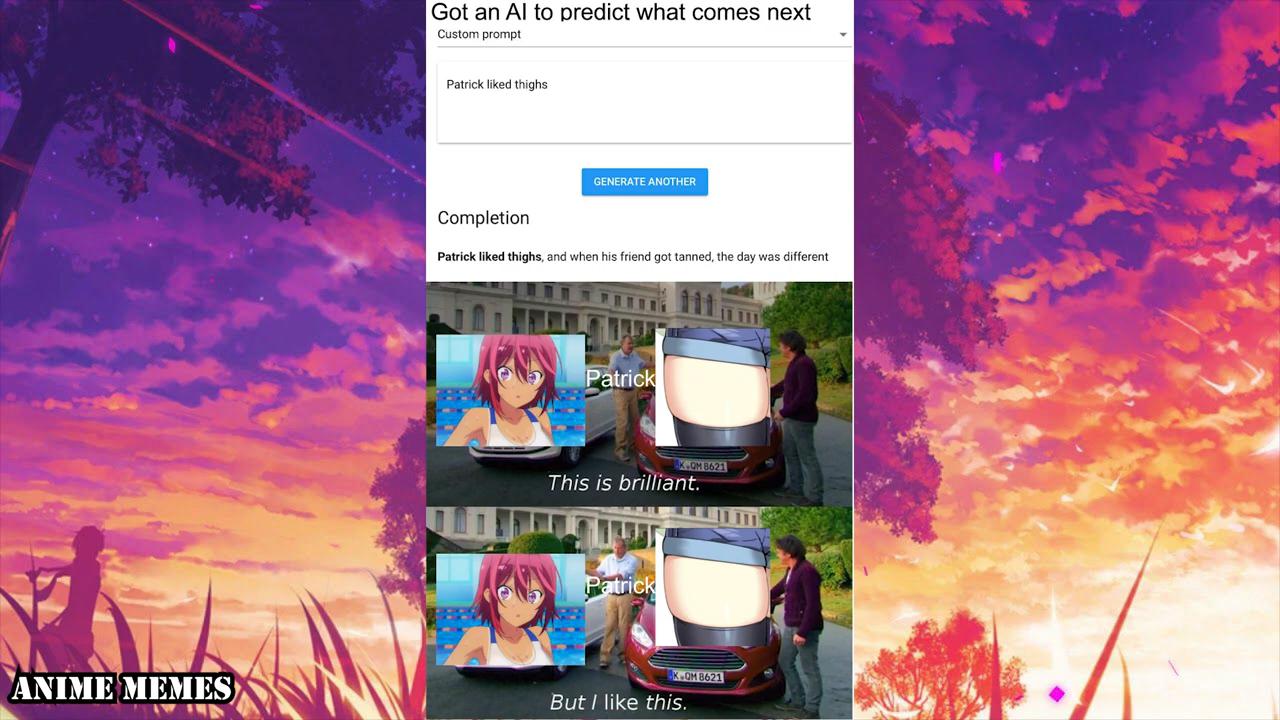 Got an AI to predict what comes next
Custom prompt
Patrick liked thighs
GENERATE ANOTHER
Completion
Patrick liked thighs, and when his friend got tanned, the day was different
Patrick
K QM 8621
This is brilliant.
Patrick
K QM 8621
But I like this.
ANIME MEMES